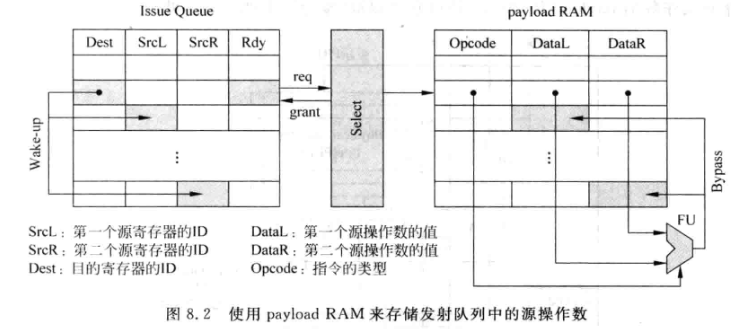 Issue Queue
payload RAM
Dest SrcL SrcR Rdy
Opcode DataL DataR
req
grant
Select
Wake-up
⋮
⋮
Bypass
FU
SrcL：第一个源寄存器的ID
SrcR：第二个源寄存器的ID
Dest：目的寄存器的ID
DataL：第一个源操作数的值
DataR：第二个源操作数的值
Opcode：指令的类型
图 8.2 使用 payload RAM 来存储发射队列中的源操作数